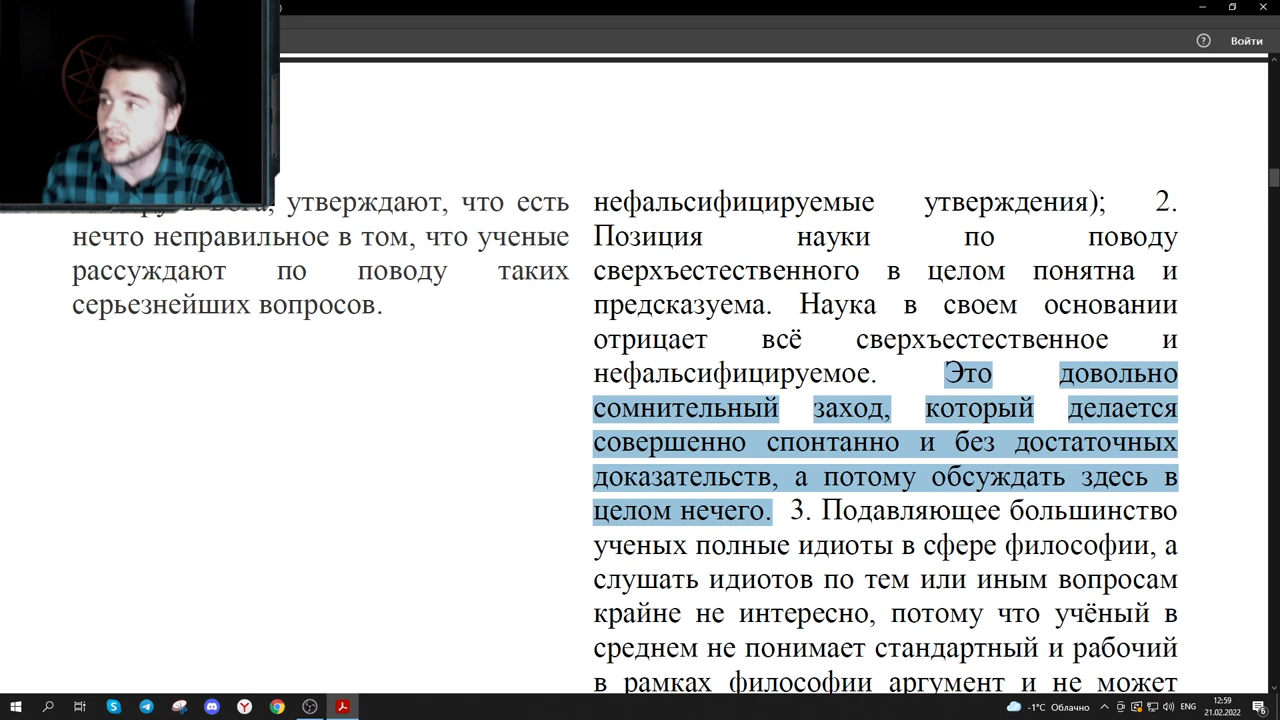 Войти
утверждают, что есть
нечто неправильное в том, что ученые
рассуждают по поводу таких
серьезнейших вопросов.
нефальсифицируемые утверждения); 2.
Позиция науки по поводу
сверхъестественного в целом понятна и
предсказуема. Наука в своем основании
отрицает всё сверхъестественное и
нефальсифицируемое. Это довольно
сомнительный заход, который делается
совершенно спонтанно и без достаточных
доказательств, а потому обсуждать здесь в
целом нечего. 3. Подавляющее большинство
ученых полные идиоты в сфере философии, а
слушать идиотов по тем или иным вопросам
крайне не интересно, потому что учёный в
среднем не понимает стандартный и рабочий
в рамках философии аргумент и не может
-1°C Облачно
ENG
12:59
21.02.2022
6